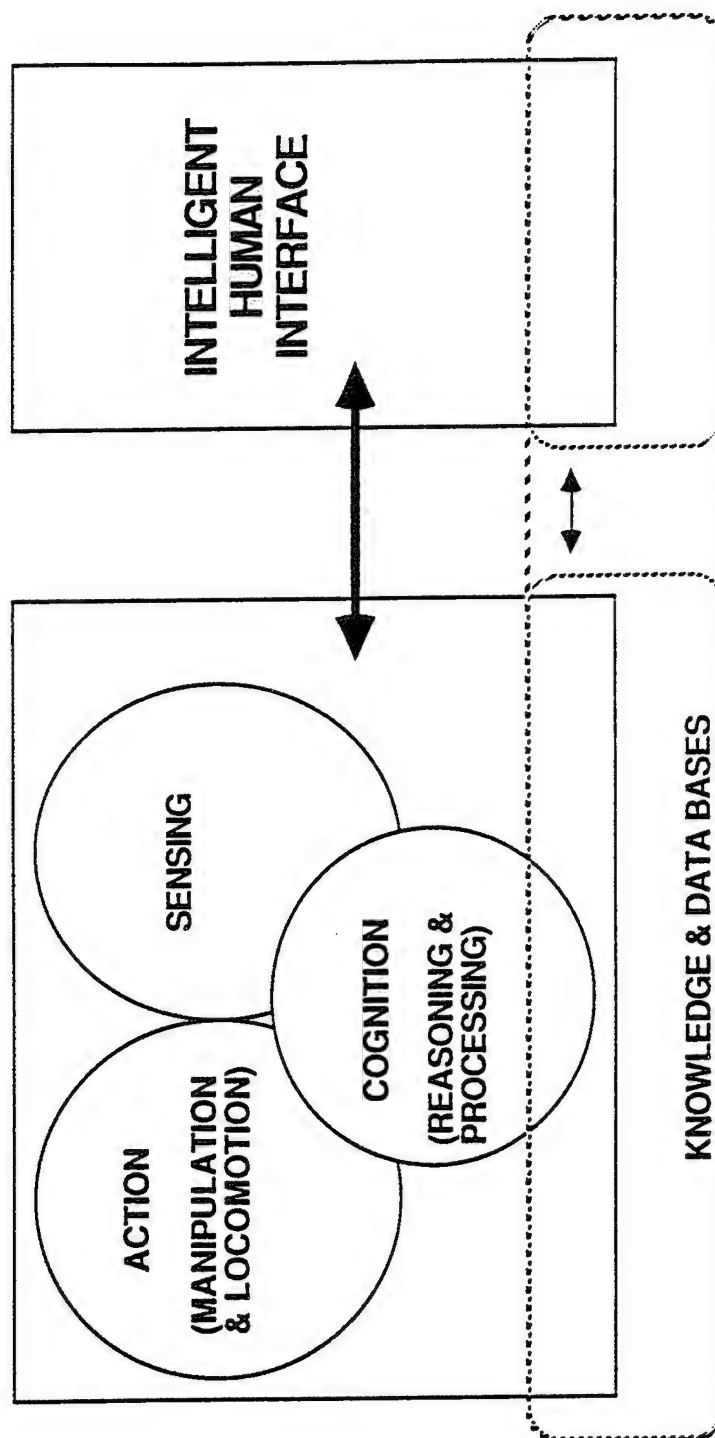 ACTION
(MANIPULATION
& LOCOMOTION)
SENSING
COGNITION
(REASONING &
PROCESSING)
INTELLIGENT
HUMAN
INTERFACE
KNOWLEDGE & DATA BASES